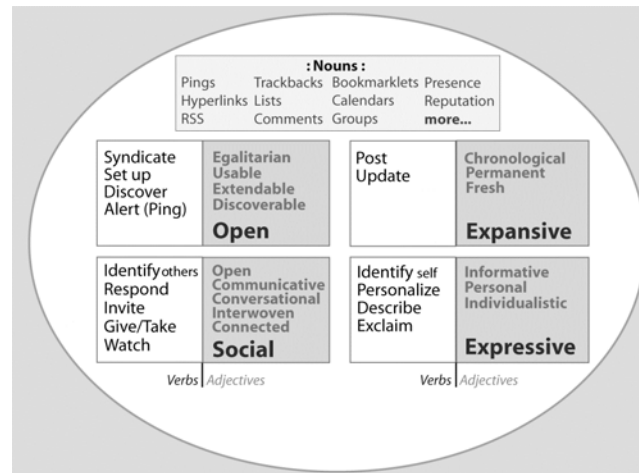 : Nouns :
Pings Trackbacks Bookmarklets Presence
Hyperlinks Lists Calendars Reputation
RSS Comments Groups more...
Syndicate
Set up
Discover
Alert (Ping)
Egalitarian
Usable
Extendable
Discoverable
Open
Post
Update
Chronological
Permanent
Fresh
Expansive
Identify others
Respond
Invite
Give/Take
Watch
Open
Communicative
Conversational
Interwoven
Connected
Social
Identify self
Personalize
Describe
Exclaim
Informative
Personal
Individualistic
Expressive
Verbs Adjectives
Verbs Adjectives